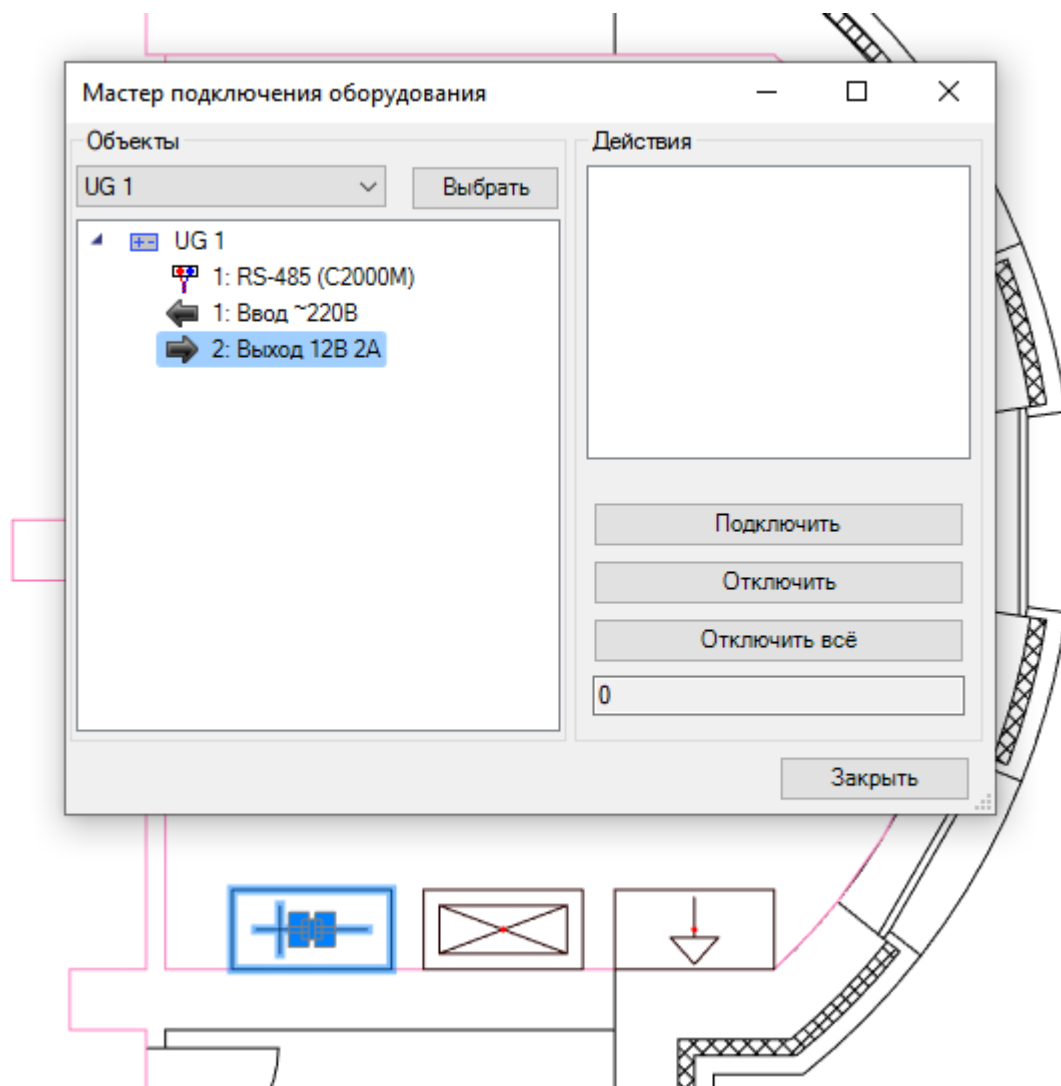 Мастер подключения оборудования
Объекты
UG 1
Выбрать
UG 1
1: RS-485 (С2000М)
1: Ввод ~220В
2: Выход 12В 2А
Действия
Подключить
Отключить
Отключить всё
0
Закрыть